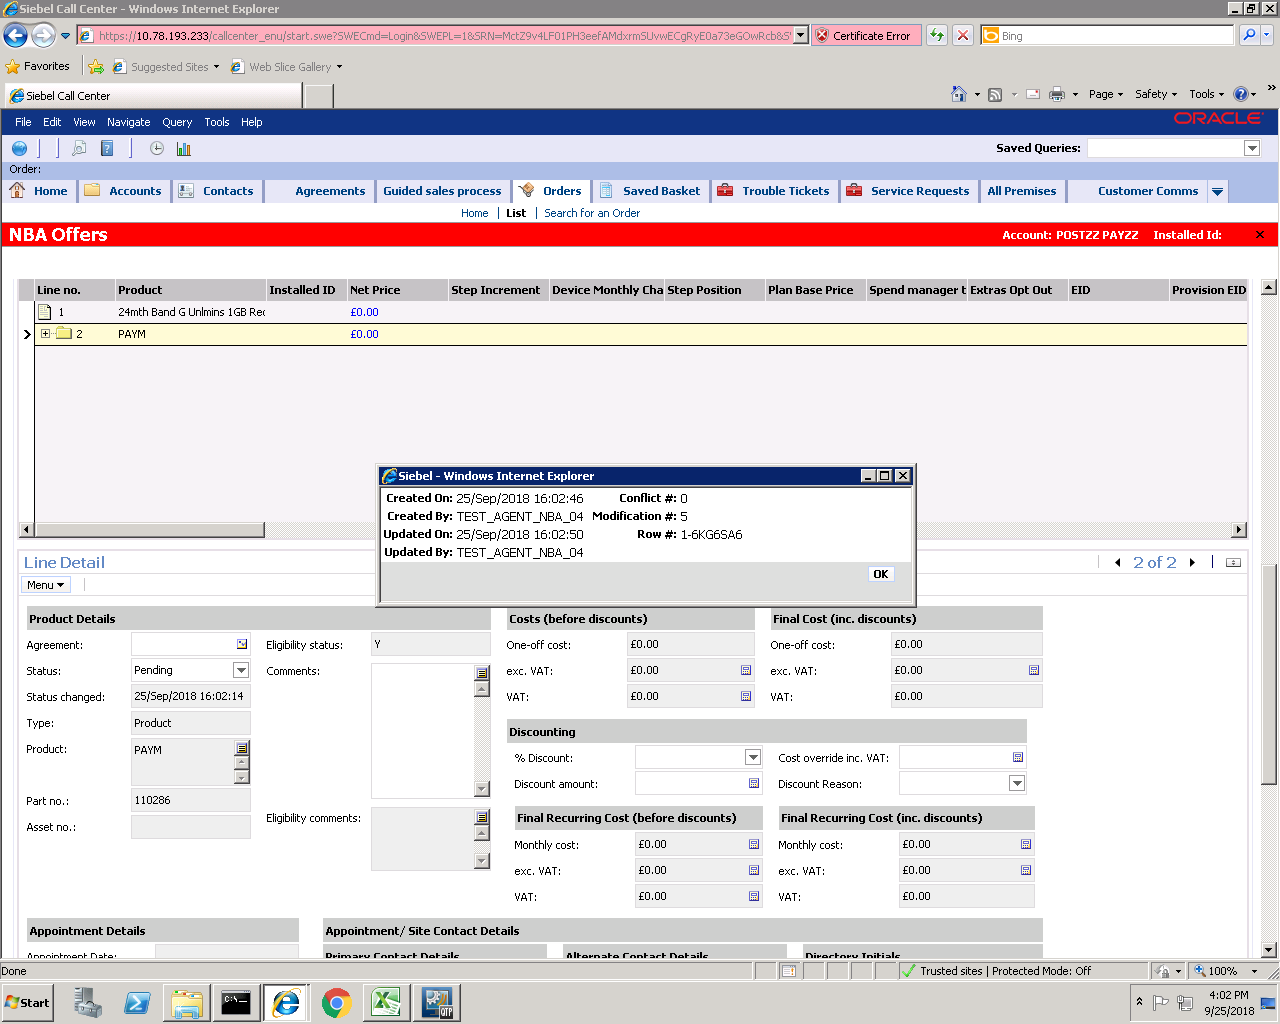 Siebel Call Center - Windows Internet Explorer
https://10.78.193.233/callcenter_enu/start.swe?SWECmd=Login&SWEPL=1&SRN= Certificate Error Bing
Favorites Suggested Sites Web Slice Gallery
Siebel Call Center Page Safety Tools »
File Edit View Navigate Query Tools Help ORACLE
Saved Queries:
Order:
Home Accounts Contacts Agreements Guided sales process Orders Saved Basket Trouble Tickets Service Requests All Premises Customer Comms
Home List Search for an Order
NBA Offers Account: POSTZZ PAYZZ Installed Id:
Line no. Product Installed ID Net Price Step Increment Device Monthly Cha Step Position Plan Base Price Spend manager t Extras Opt Out EID Provision EID
1 24mth Band G Unlmins 1GB Rec £0.00
2 PAYM £0.00
Siebel - Windows Internet Explorer
Created On: 25/Sep/2018 16:02:46 Conflict #: 0
Created By: TEST_AGENT_NBA_04 Modification #: 5
Updated On: 25/Sep/2018 16:02:50 Row #: 1-6KG6SA6
Updated By: TEST_AGENT_NBA_04
OK
Line Detail 2 of 2
Menu
Product Details Costs (before discounts) Final Cost (inc. discounts)
Agreement: Eligibility status: Y One-off cost: £0.00 One-off cost: £0.00
Status: Pending Comments: exc. VAT: £0.00 exc. VAT: £0.00
Status changed: 25/Sep/2018 16:02:14 VAT: £0.00 VAT: £0.00
Type: Product
Discounting
Product: PAYM
% Discount: Cost override inc. VAT:
Discount amount: Discount Reason:
Part no.: 110286
Eligibility comments: Final Recurring Cost (before discounts) Final Recurring Cost (inc. discounts)
Asset no.:
Monthly cost: £0.00 Monthly cost: £0.00
exc. VAT: £0.00 exc. VAT: £0.00
VAT: £0.00 VAT: £0.00
Appointment Details Appointment/ Site Contact Details
Appointment Date: Primary Contact Details Alternate Contact Details Directory Initials
Done Trusted sites | Protected Mode: Off 100%
Start C:\ QTP 4:02 PM
9/25/2018